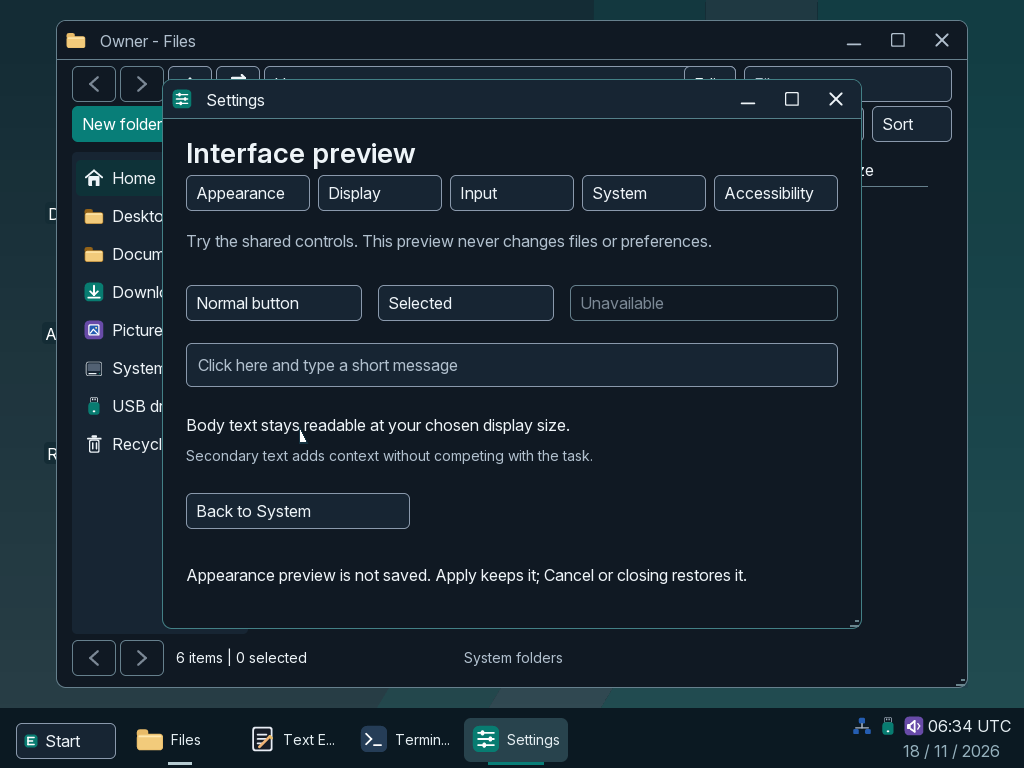 Owner - Files
Settings
New folder
Sort
Interface preview
Appearance Display Input System Accessibility
Home
Try the shared controls. This preview never changes files or preferences.
Normal button Selected Unavailable
Click here and type a short message
System
Body text stays readable at your chosen display size.
Secondary text adds context without competing with the task.
Back to System
Appearance preview is not saved. Apply keeps it; Cancel or closing restores it.
6 items | 0 selected System folders
Start Files Text E... Termin... Settings 06:34 UTC
18 / 11 / 2026